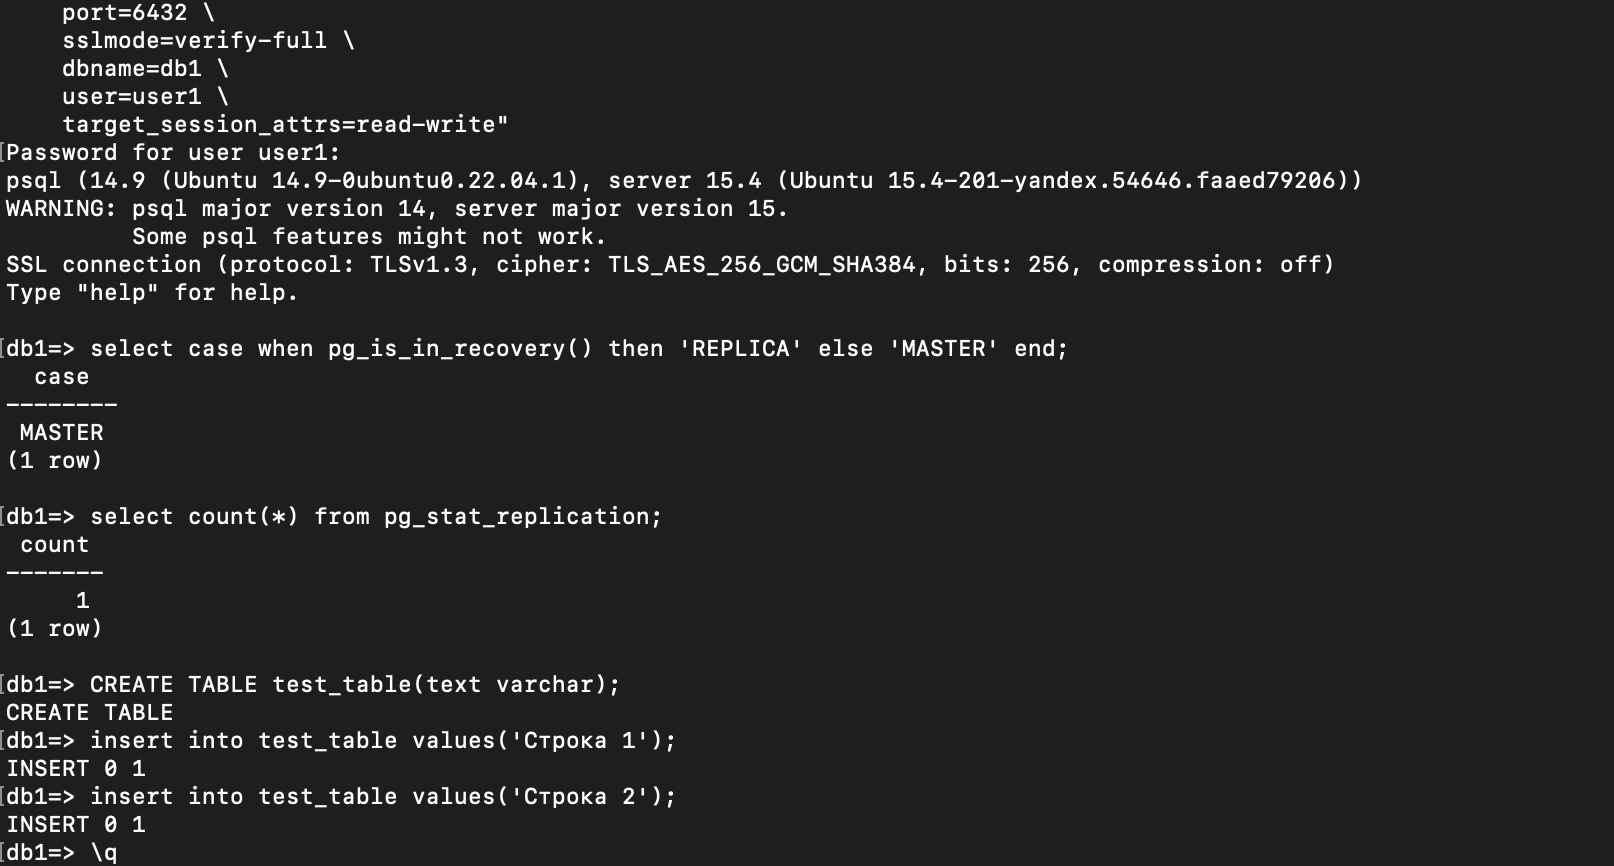 port=6432 \
sslmode=verify-full \
dbname=db1 \
user=user1 \
target_session_attrs=read-write"
[Password for user user1:
psql (14.9 (Ubuntu 14.9-0ubuntu0.22.04.1), server 15.4 (Ubuntu 15.4-201-yandex.54646.faaed79206))
WARNING: psql major version 14, server major version 15.
Some psql features might not work.
SSL connection (protocol: TLSv1.3, cipher: TLS_AES_256_GCM_SHA384, bits: 256, compression: off)
Type "help" for help.
[db1=> select case when pg_is_in_recovery() then 'REPLICA' else 'MASTER' end;
case
--------
MASTER
(1 row)
[db1=> select count(*) from pg_stat_replication;
count
-------
1
(1 row)
[db1=> CREATE TABLE test_table(text varchar);
CREATE TABLE
[db1=> insert into test_table values('Строка 1');
INSERT 0 1
[db1=> insert into test_table values('Строка 2');
INSERT 0 1
[db1=> \q